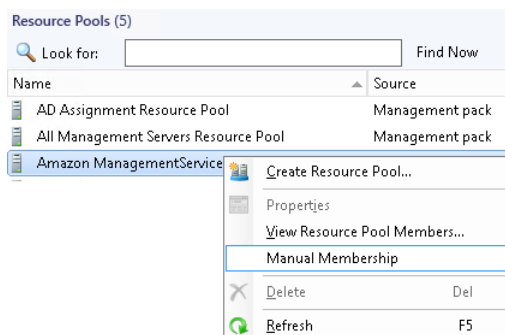 Resource Pools (5)
Look for: Find Now
Name Source
AD Assignment Resource Pool Management pack
All Management Servers Resource Pool Management pack
Amazon ManagementService
Create Resource Pool...
Properties
View Resource Pool Members...
Manual Membership
Delete Del
Refresh F5